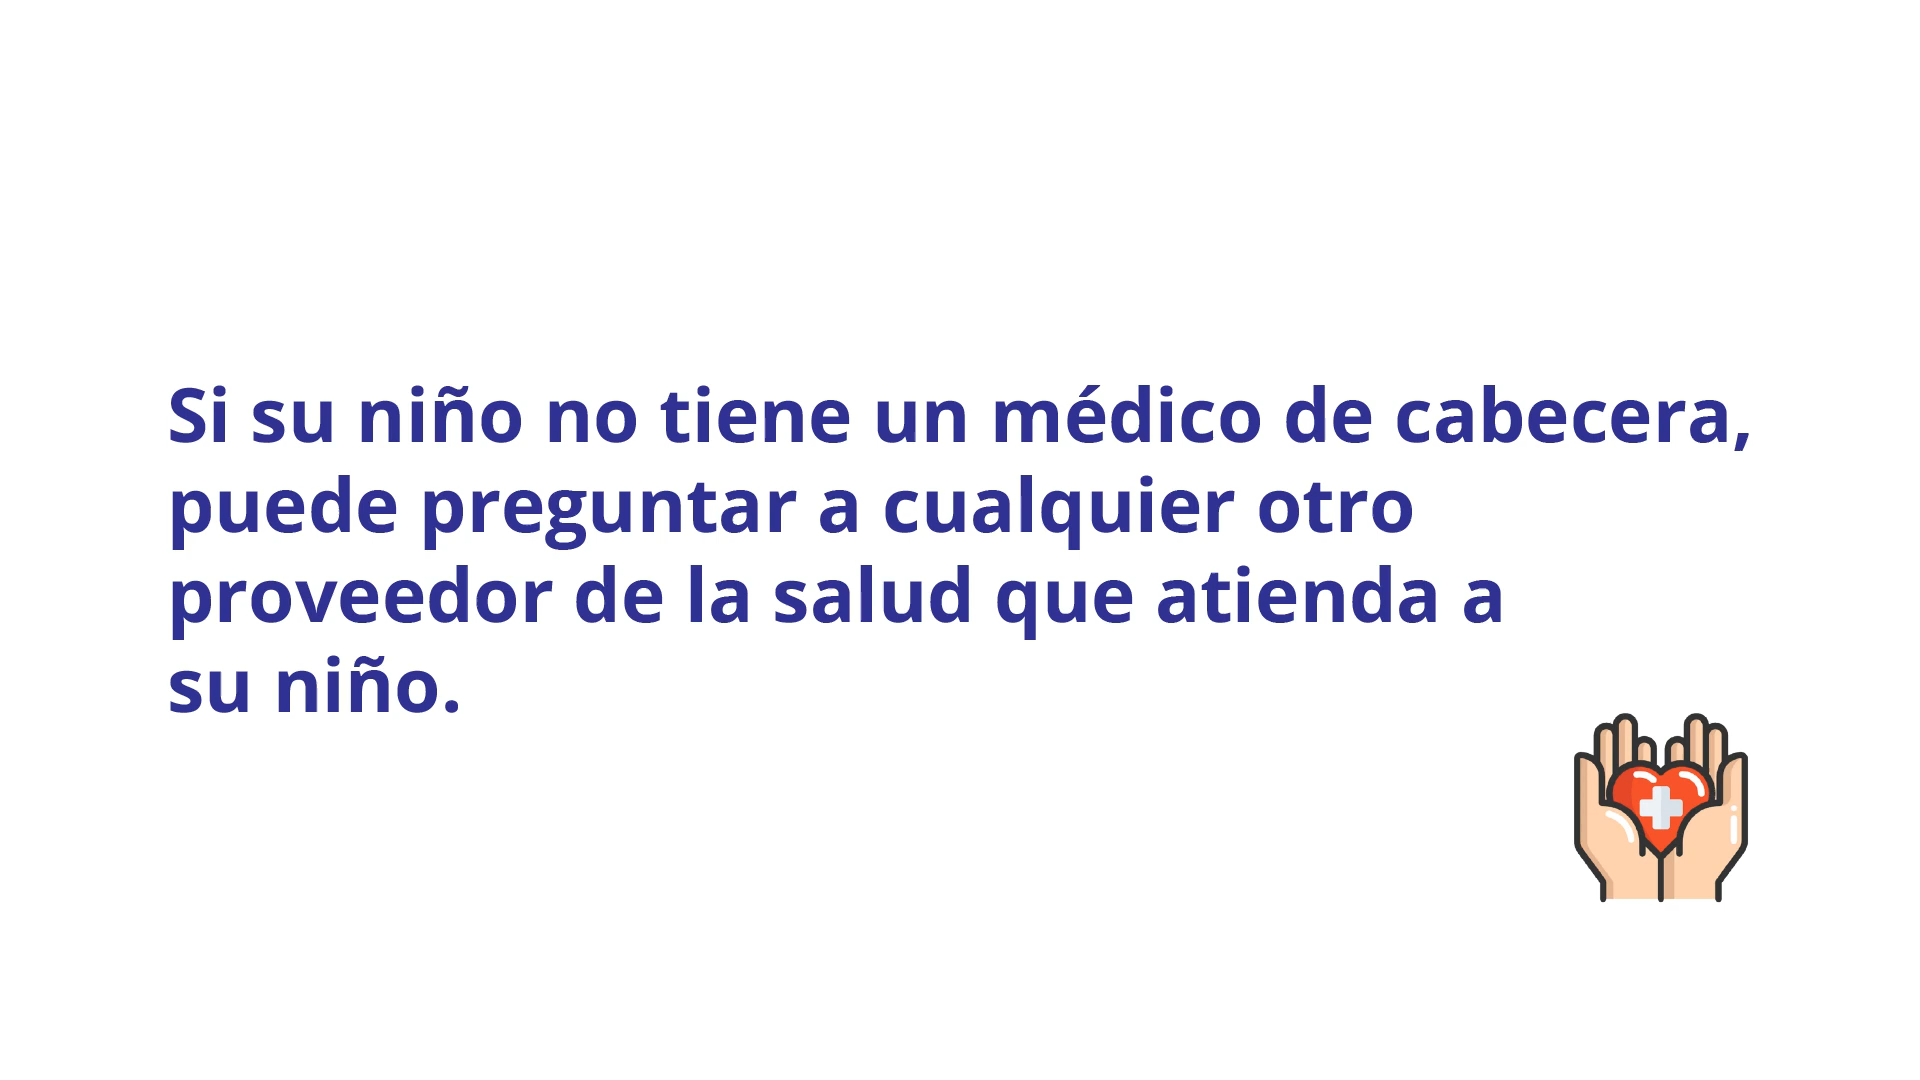 Si su niño no tiene un médico de cabecera,
puede preguntar a cualquier otro
proveedor de la salud que atienda a
su niño.